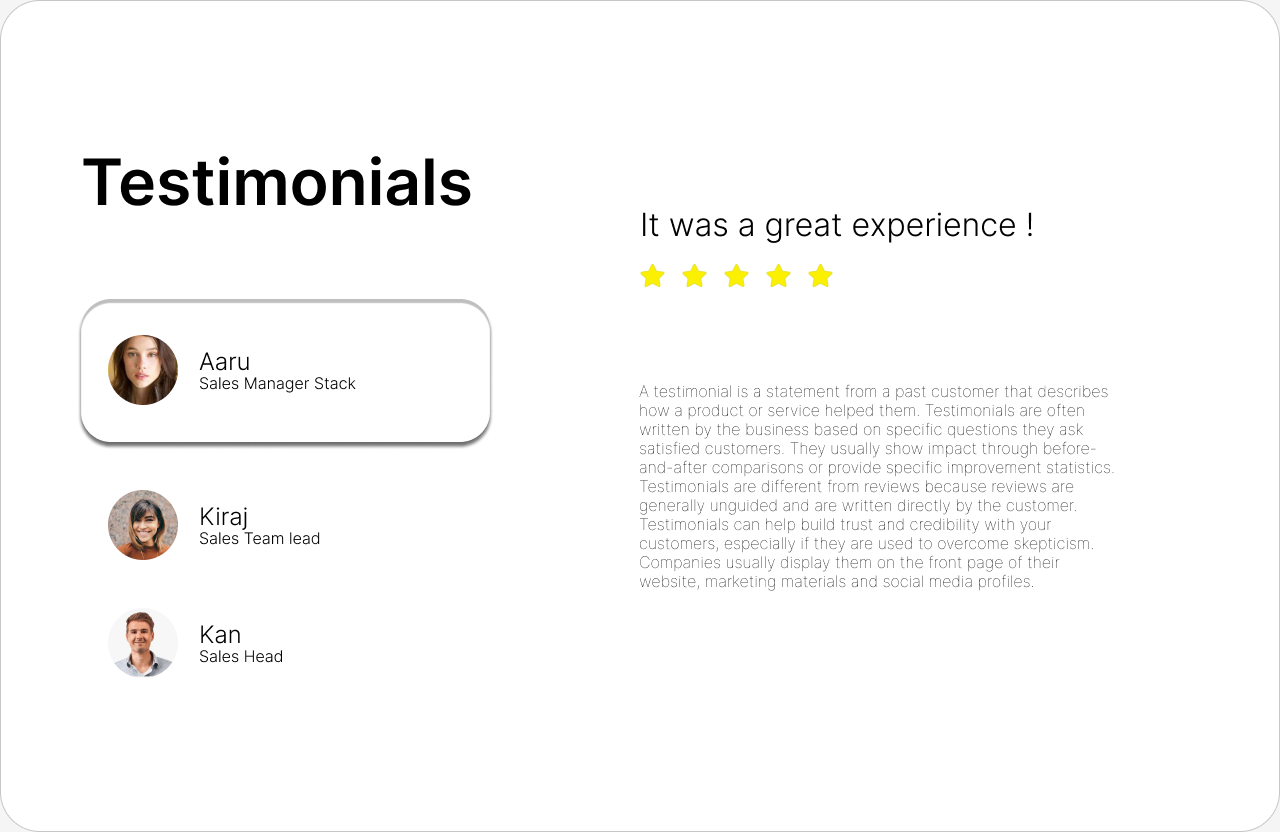 Testimonials
Aaru
Sales Manager Stack
Kiraj
Sales Team lead
Kan
Sales Head
It was a great experience !
A testimonial is a statement from a past customer that describes
how a product or service helped them. Testimonials are often
written by the business based on specific questions they ask
satisfied customers. They usually show impact through before-
and-after comparisons or provide specific improvement statistics.
Testimonials are different from reviews because reviews are
generally unguided and are written directly by the customer.
Testimonials can help build trust and credibility with your
customers, especially if they are used to overcome skepticism.
Companies usually display them on the front page of their
website, marketing materials and social media profiles.